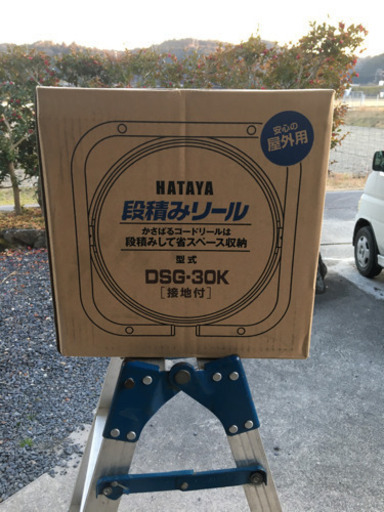 安心の
屋外用
HATAYA
段積みリール
かさばるコードリールは
段積みして省スペース収納
型式
DSG・30K
[接地付]